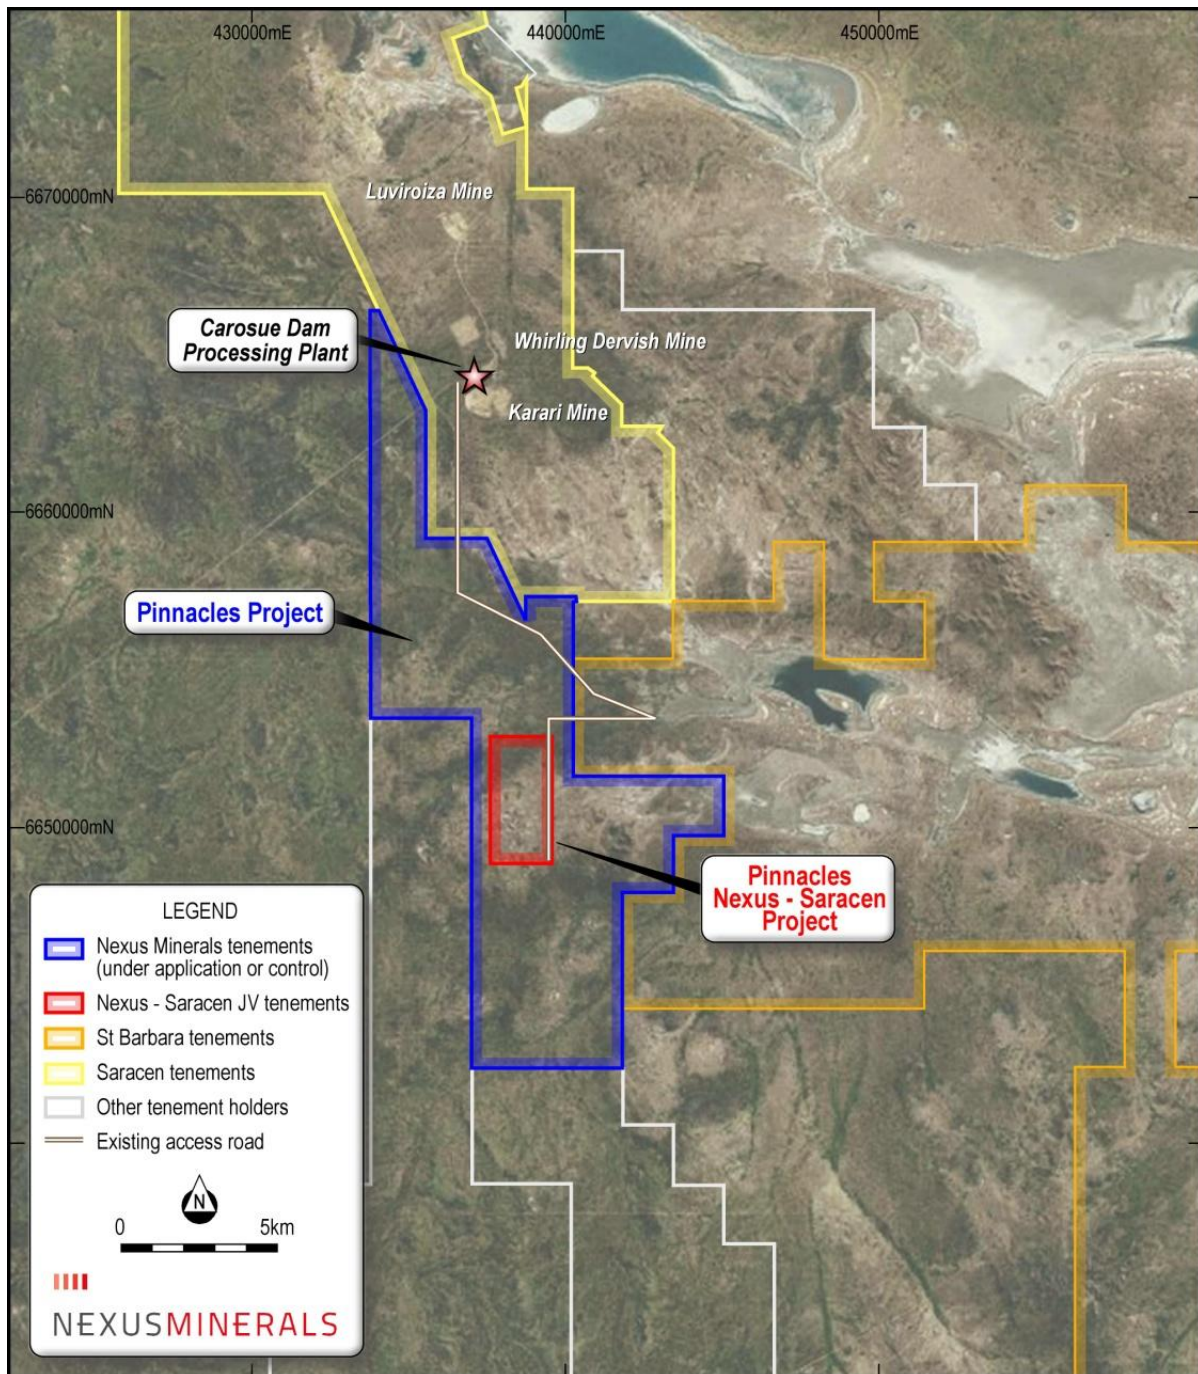 430000mE
440000mE
450000mE
6670000mN
Luviroiza Mine
Carosue Dam
Processing Plant
Whirling Dervish Mine
Karari Mine
6660000mN
Pinnacles Project
6650000mN
Pinnacles
Nexus - Saracen
Project
LEGEND
Nexus Minerals tenements
(under application or control)
Nexus - Saracen JV tenements
St Barbara tenements
Saracen tenements
Other tenement holders
Existing access road
N
0 5km
NEXUSMINERALS